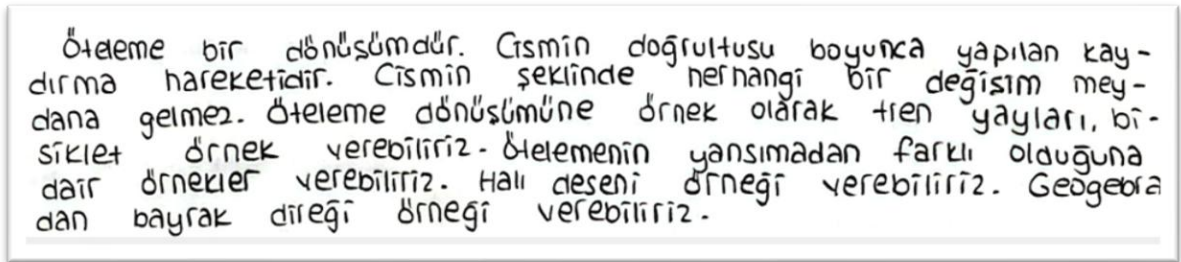 Öteleme bir dönüşümdür. Cismin doğrultusu boyunca yapılan kay-
dırma hareketidir. Cismin şeklinde herhangi bir değişim mey-
dana gelmez. Öteleme dönüşümüne örnek olarak tren yayları, bi-
siklet örnek verebiliriz. Ötelemenin yansımadan farklı olduğuna
dair örnekler verebiliriz. Halı deseni örneği verebiliriz. Geogebra
dan bayrak direği örneği verebiliriz.